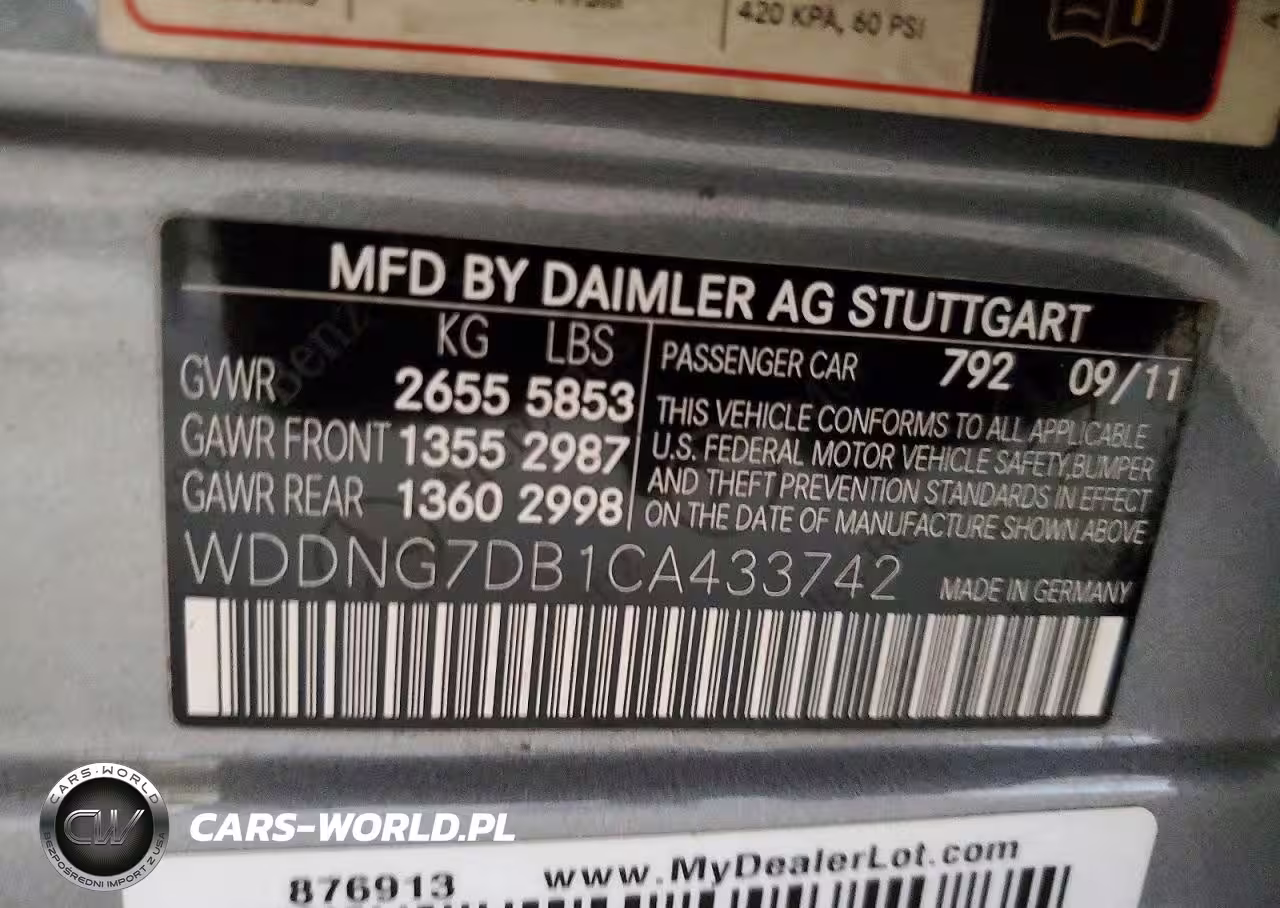 420 KPA, 60 PSI
MFD BY DAIMLER AG STUTTGART
KG LBS
GVWR 2655 5853
GAWR FRONT 1355 2987
GAWR REAR 1360 2998
PASSENGER CAR 792 09/11
THIS VEHICLE CONFORMS TO ALL APPLICABLE
U.S. FEDERAL MOTOR VEHICLE SAFETY,BUMPER
AND THEFT PREVENTION STANDARDS IN EFFECT
ON THE DATE OF MANUFACTURE SHOWN ABOVE
WDDNG7DB1CA433742
MADE IN GERMANY
CARS-WORLD
CW
BEZPOŚREDNI IMPORT Z USA
CARS-WORLD.PL
876913
www.MyDealerLot.com